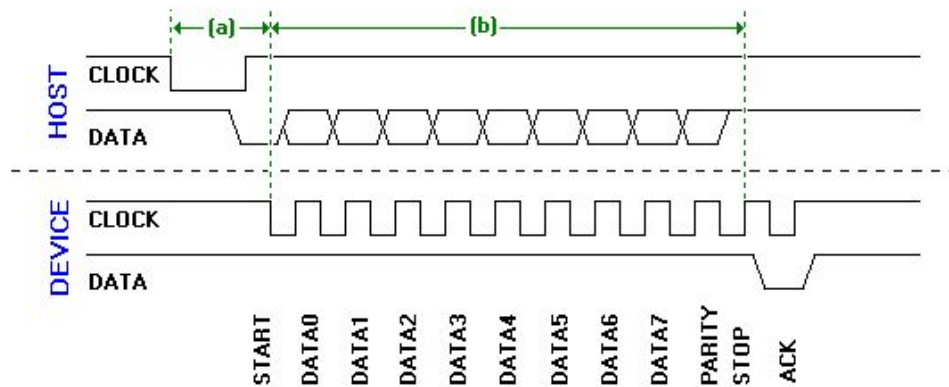 (a)
(b)
HOST
CLOCK
DATA
DEVICE
CLOCK
DATA
START
DATA0
DATA1
DATA2
DATA3
DATA4
DATA5
DATA6
DATA7
PARITY
STOP
ACK